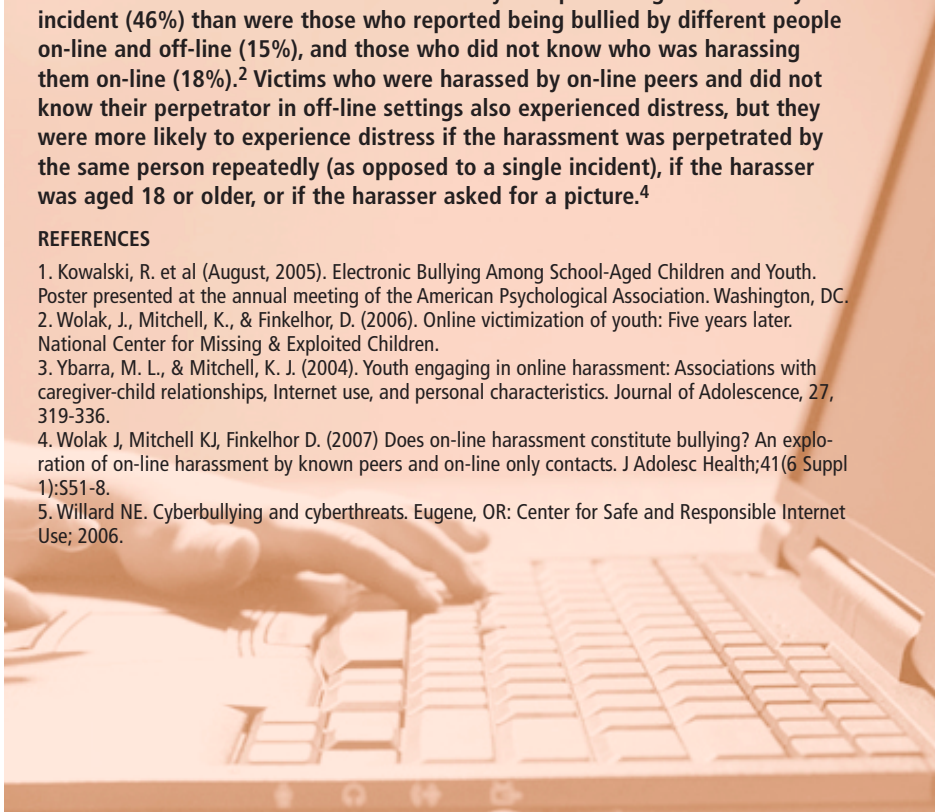 incident (46%) than were those who reported being bullied by different people
on-line and off-line (15%), and those who did not know who was harassing
them on-line (18%).2 Victims who were harassed by on-line peers and did not
know their perpetrator in off-line settings also experienced distress, but they
were more likely to experience distress if the harassment was perpetrated by
the same person repeatedly (as opposed to a single incident), if the harasser
was aged 18 or older, or if the harasser asked for a picture.4
REFERENCES
1. Kowalski, R. et al (August, 2005). Electronic Bullying Among School-Aged Children and Youth.
Poster presented at the annual meeting of the American Psychological Association. Washington, DC.
2. Wolak, J., Mitchell, K., & Finkelhor, D. (2006). Online victimization of youth: Five years later.
National Center for Missing & Exploited Children.
3. Ybarra, M. L., & Mitchell, K. J. (2004). Youth engaging in online harassment: Associations with
caregiver-child relationships, Internet use, and personal characteristics. Journal of Adolescence, 27,
319-336.
4. Wolak J, Mitchell KJ, Finkelhor D. (2007) Does on-line harassment constitute bullying? An explo-
ration of on-line harassment by known peers and on-line only contacts. J Adolesc Health;41(6 Suppl
1):S51-8.
5. Willard NE. Cyberbullying and cyberthreats. Eugene, OR: Center for Safe and Responsible Internet
Use; 2006.